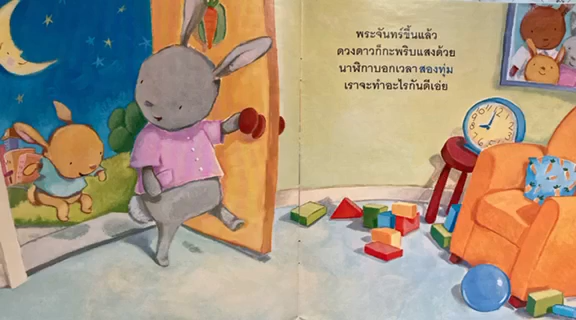 พระจันทร์ขึ้นแล้ว
ดวงดาวก็กะพริบแสงด้วย
นาฬิกาบอกเวลาสองทุ่ม
เราจะทำอะไรกันดีเอ่ย